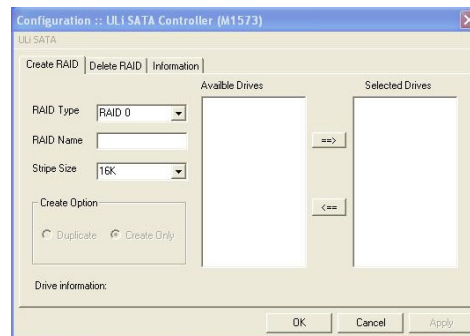 Configuration :: ULi SATA Controller (M1573)
ULi SATA
Create RAID
Delete RAID
Information
Availble Drives
Selected Drives
RAID Type
RAID 0
RAID Name
==>
Stripe Size
16K
Create Option
<==
Duplicate
Create Only
Drive information:
OK
Cancel
Apply